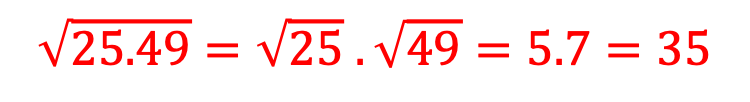 √25.49 = √25 . √49 = 5.7 = 35